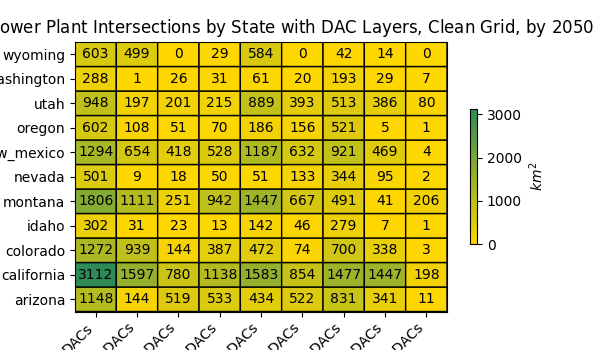 ower Plant Intersections by State with DAC Layers, Clean Grid, by 2050
wyoming 603 499 0 29 584 0 42 14 0
ashington 288 1 26 31 61 20 193 29 7
utah 948 197 201 215 889 393 513 386 80
oregon 602 108 51 70 186 156 521 5 1
w_mexico 1294 654 418 528 1187 632 921 469 4
nevada 501 9 18 50 51 133 344 95 2
montana 1806 1111 251 942 1447 667 491 41 206
idaho 302 31 23 13 142 46 279 7 1
colorado 1272 939 144 387 472 74 700 338 3
california 3112 1597 780 1138 1583 854 1477 1447 198
arizona 1148 144 519 533 434 522 831 341 11
DACs DACs DACs DACs DACs DACs DACs DACs DACs
3000
2000
1000
0
km²